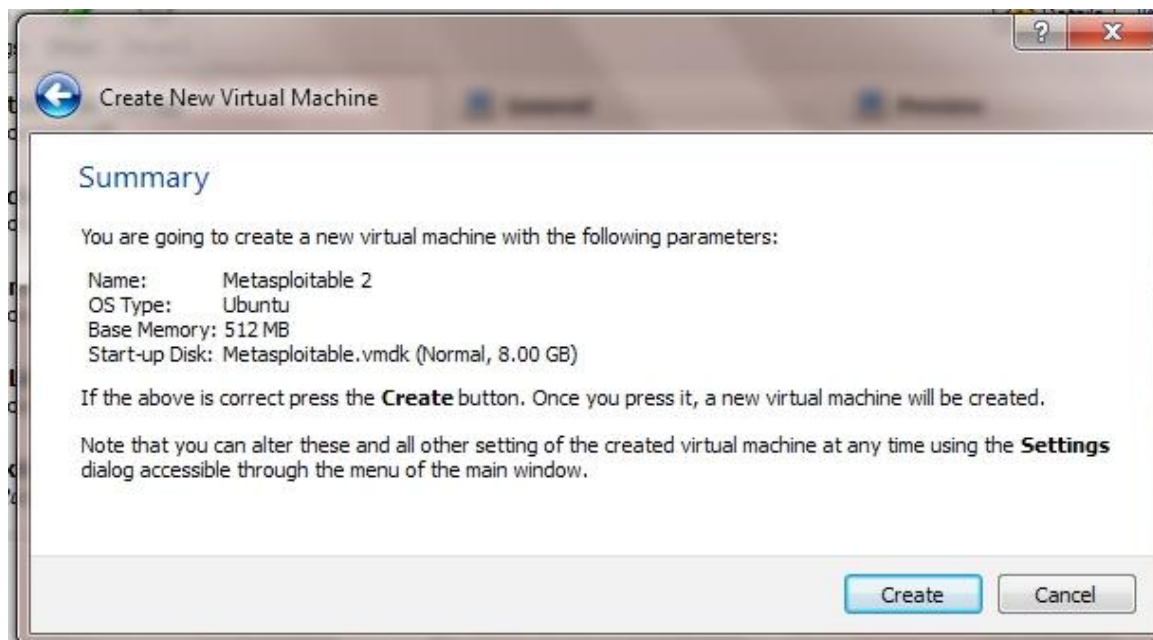 Create New Virtual Machine
Summary
You are going to create a new virtual machine with the following parameters:
Name: Metasploitable 2
OS Type: Ubuntu
Base Memory: 512 MB
Start-up Disk: Metasploitable.vmdk (Normal, 8.00 GB)
If the above is correct press the Create button. Once you press it, a new virtual machine will be created.
Note that you can alter these and all other setting of the created virtual machine at any time using the Settings
dialog accessible through the menu of the main window.
Create Cancel